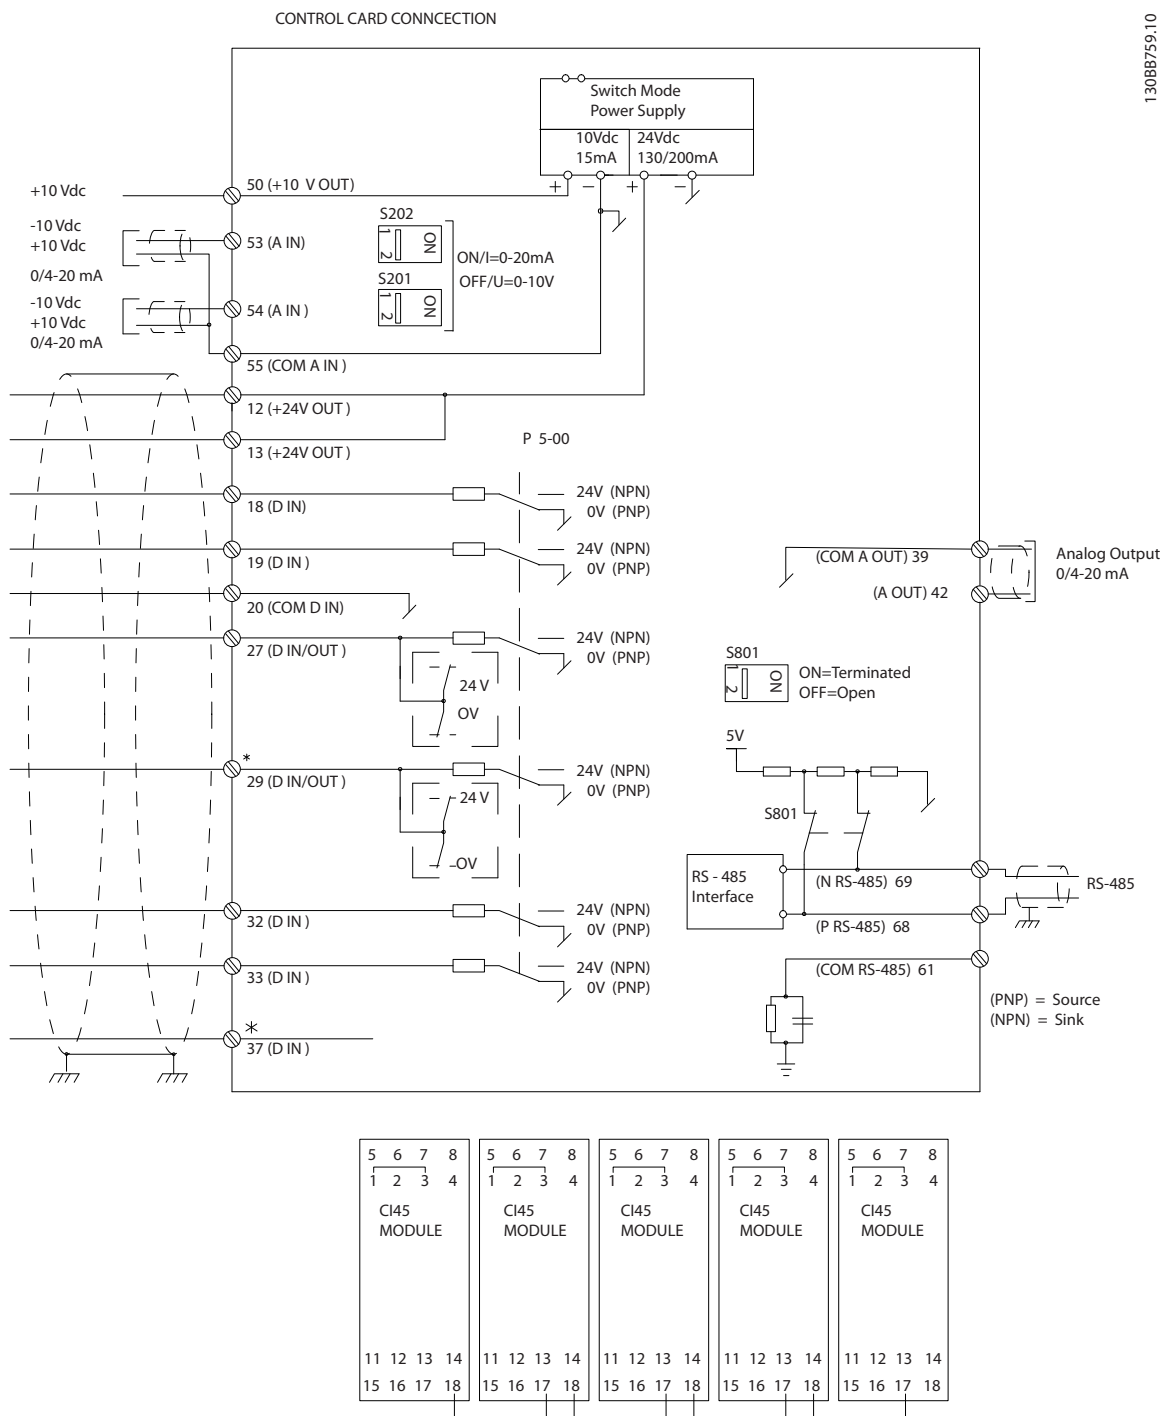 CONTROL CARD CONNCECTION
130BB759.10
Switch Mode
Power Supply
10Vdc
15mA
24Vdc
130/200mA
+ − + −
+10 Vdc
50 (+10 V OUT)
-10 Vdc
+10 Vdc
0/4-20 mA
53 (A IN)
S202
1
2
ON
ON/I=0-20mA
OFF/U=0-10V
S201
1
2
ON
-10 Vdc
+10 Vdc
0/4-20 mA
54 (A IN )
55 (COM A IN )
12 (+24V OUT )
13 (+24V OUT )
P 5-00
18 (D IN)
24V (NPN)
0V (PNP)
19 (D IN )
24V (NPN)
0V (PNP)
(COM A OUT) 39
Analog Output
0/4-20 mA
(A OUT) 42
20 (COM D IN)
27 (D IN/OUT )
24V (NPN)
0V (PNP)
24 V
OV
S801
1
2
ON
ON=Terminated
OFF=Open
5V
*
29 (D IN/OUT )
24V (NPN)
0V (PNP)
24 V
OV
S801
RS - 485
Interface
(N RS-485) 69
RS-485
(P RS-485) 68
(COM RS-485) 61
32 (D IN )
24V (NPN)
0V (PNP)
33 (D IN )
24V (NPN)
0V (PNP)
(PNP) = Source
(NPN) = Sink
*
37 (D IN )
5 6 7 8
1 2 3 4
CI45
MODULE
11 12 13 14
15 16 17 18
5 6 7 8
1 2 3 4
CI45
MODULE
11 12 13 14
15 16 17 18
5 6 7 8
1 2 3 4
CI45
MODULE
11 12 13 14
15 16 17 18
5 6 7 8
1 2 3 4
CI45
MODULE
11 12 13 14
15 16 17 18
5 6 7 8
1 2 3 4
CI45
MODULE
11 12 13 14
15 16 17 18